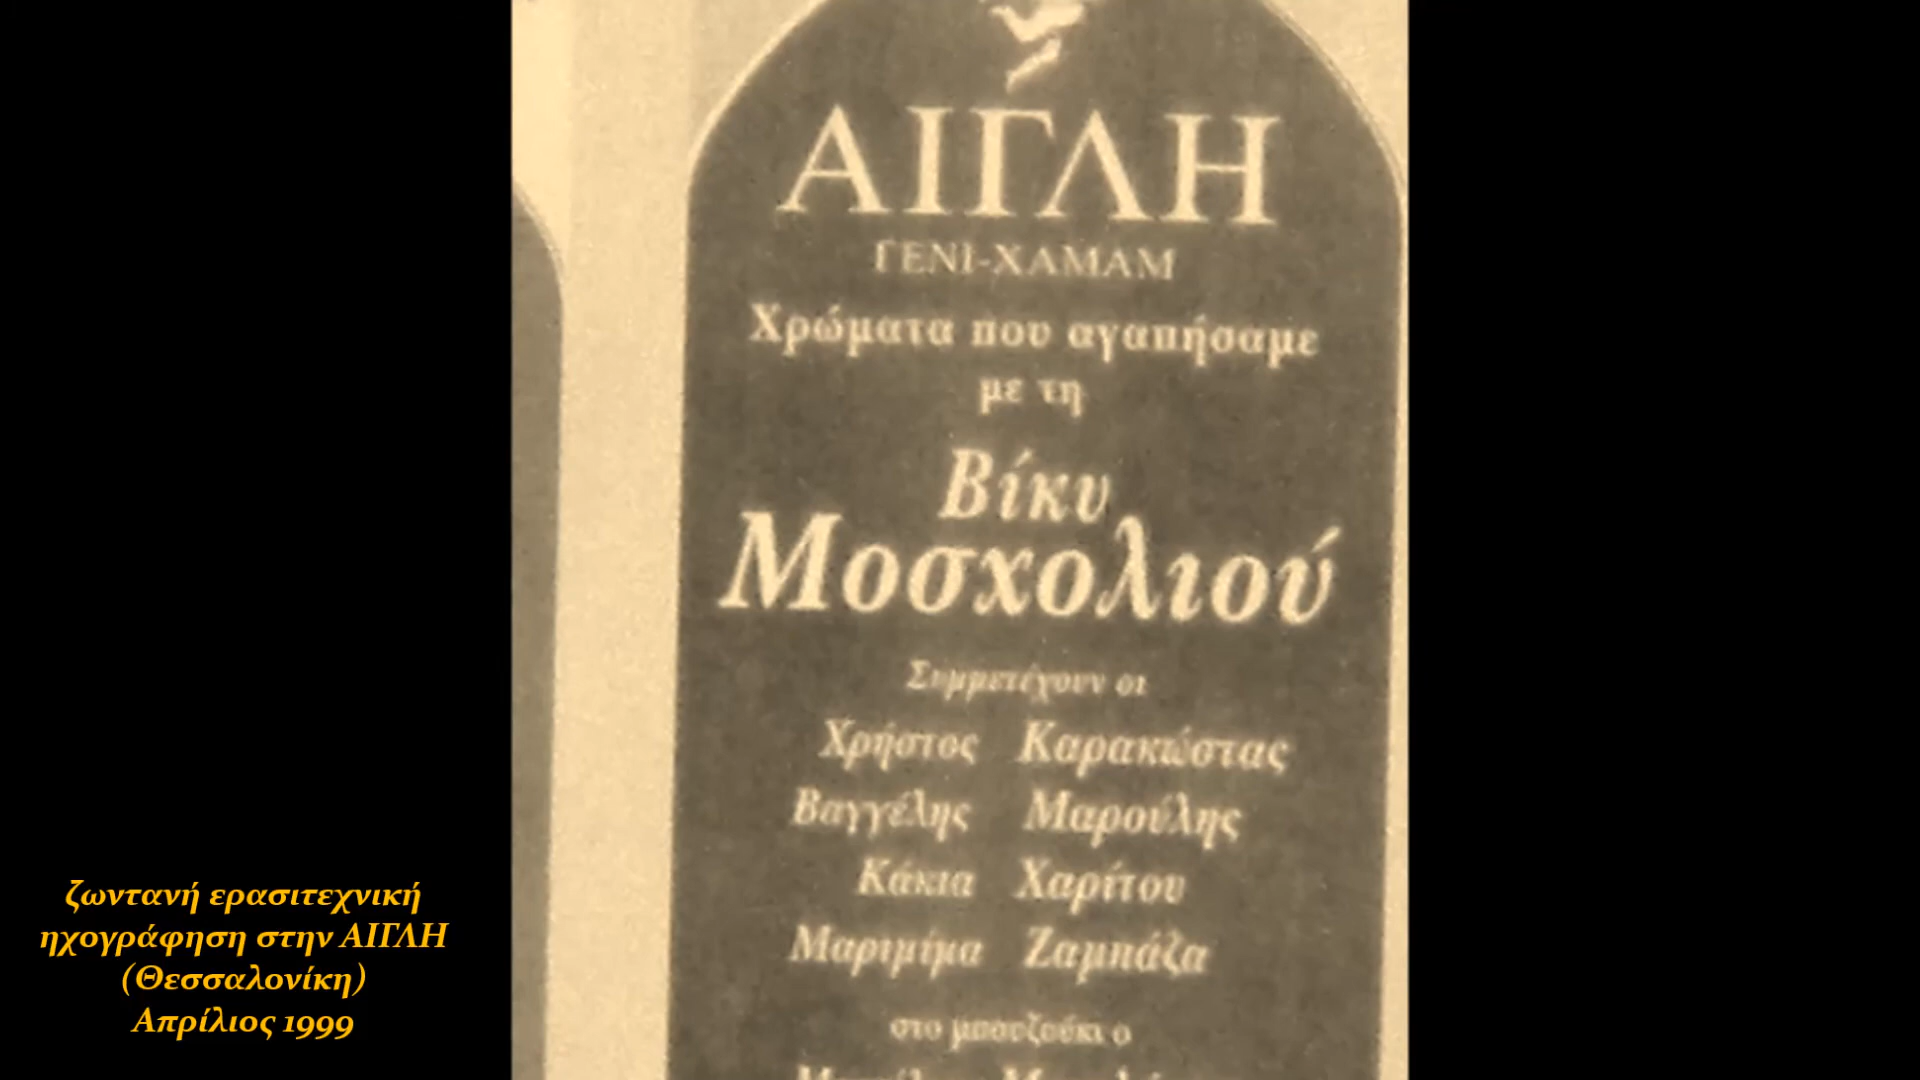 ΑΙΓΛΗ
ΓΕΝΙ-ΧΑΜΑΜ
Χρώματα που αγαπήσαμε
με τη
Βίκυ
Μοσχολιού
Συμμετέχουν οι
Χρήστος Καρακώστας
Βαγγέλης Μαρούλης
Κάκια Χαρίτου
Μαριμίμα Ζαμπάζα
στο μπουζούκι ο
ζωντανή ερασιτεχνική
ηχογράφηση στην ΑΙΓΛΗ
(Θεσσαλονίκη)
Απρίλιος 1999